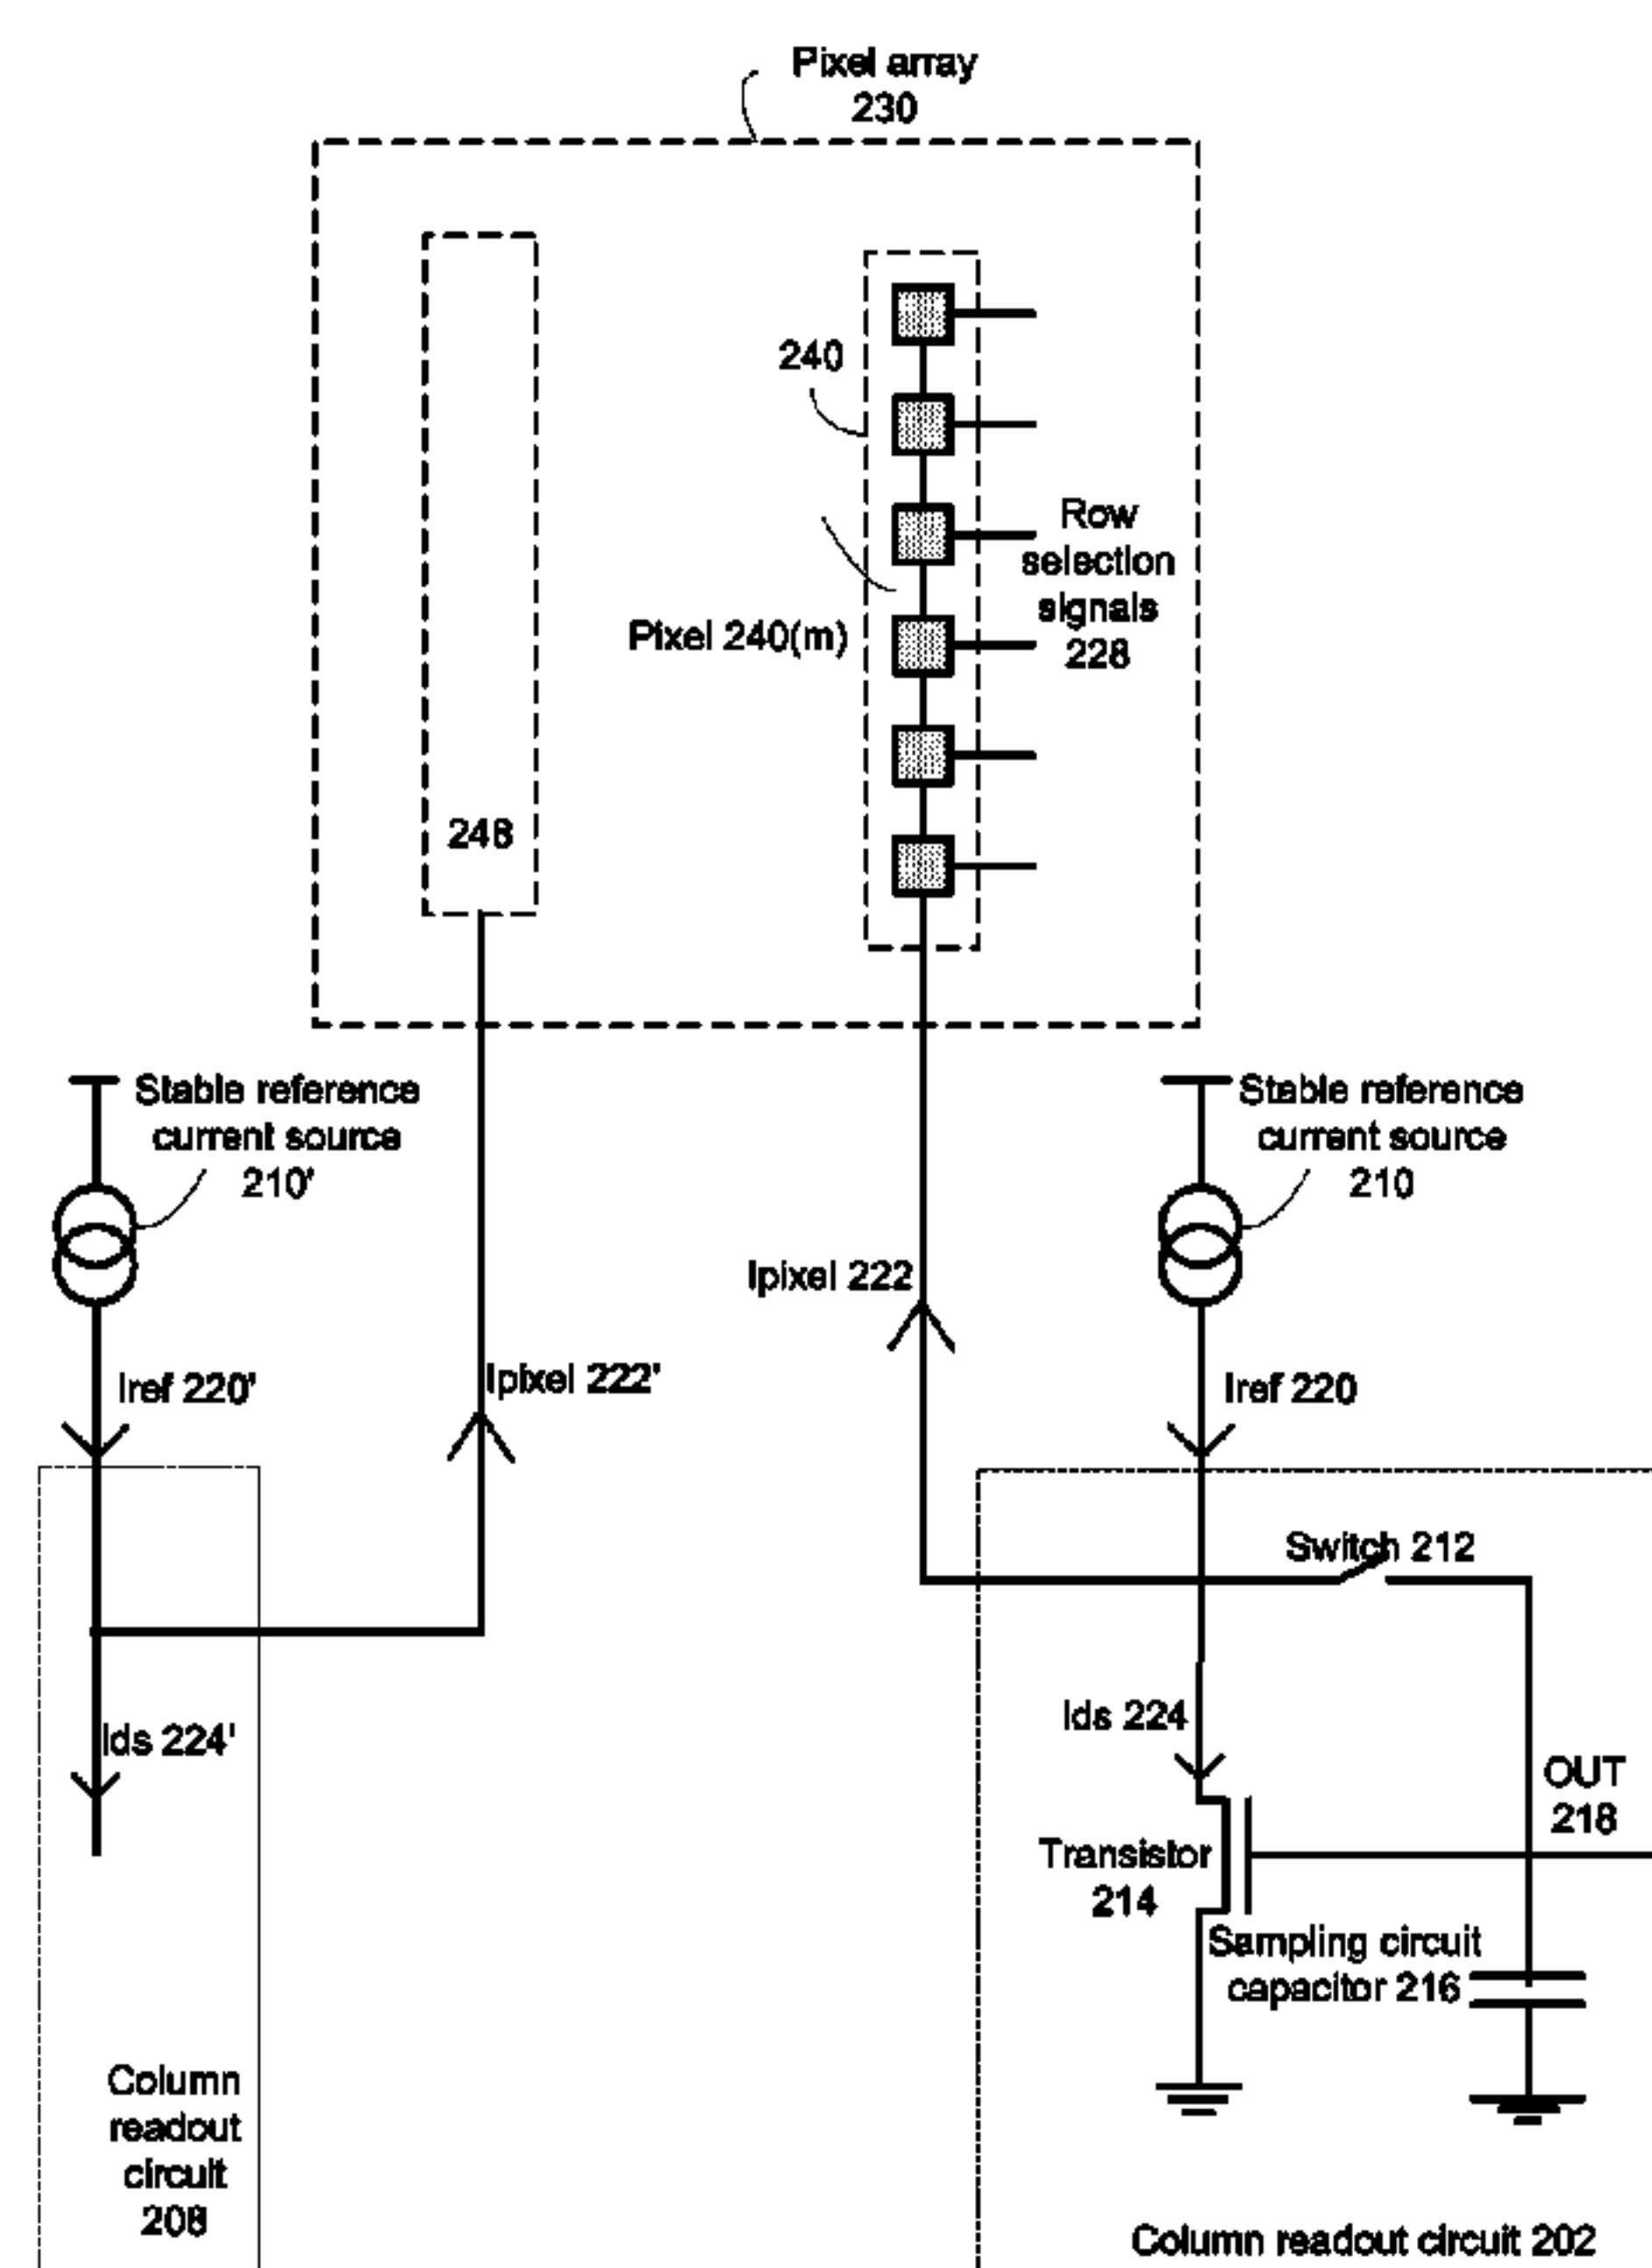 Pixel array
230
240
Row
selection
signals
228
Pixel 240(m)
248
Stable reference
current source
210'
Stable reference
current source
210
Ipixel 222
Iref 220'
Ipixel 222'
Iref 220
Switch 212
Ids 224
Ids 224'
OUT
218
Transistor
214
Sampling circuit
capacitor 216
Column
readout
circuit
208
Column readout circuit 202